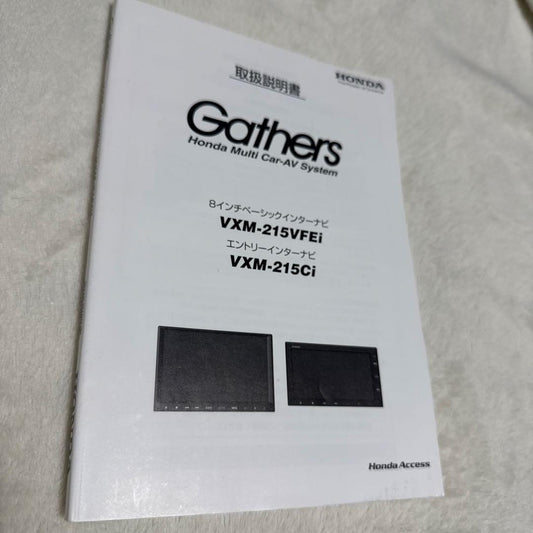 取扱説明書
HONDA
Gathers
Honda Multi Car-AV System
8インチベーシックインターナビ
VXM-215VFEi
エントリーインターナビ
VXM-215Ci
Honda Access